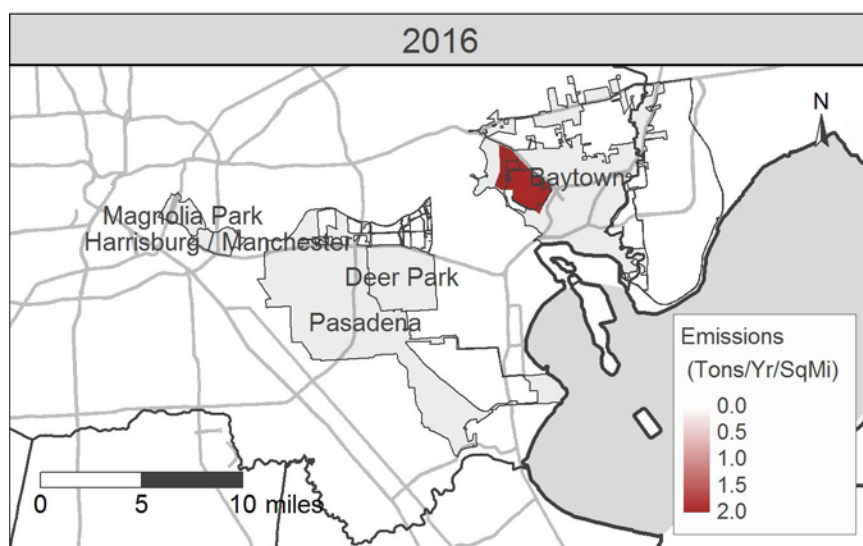 2016
N
Baytown
Magnolia Park
Harrisburg / Manchester
Deer Park
Pasadena
Emissions
(Tons/Yr/SqMi)
0.0
0.5
1.0
1.5
2.0
0 5 10 miles